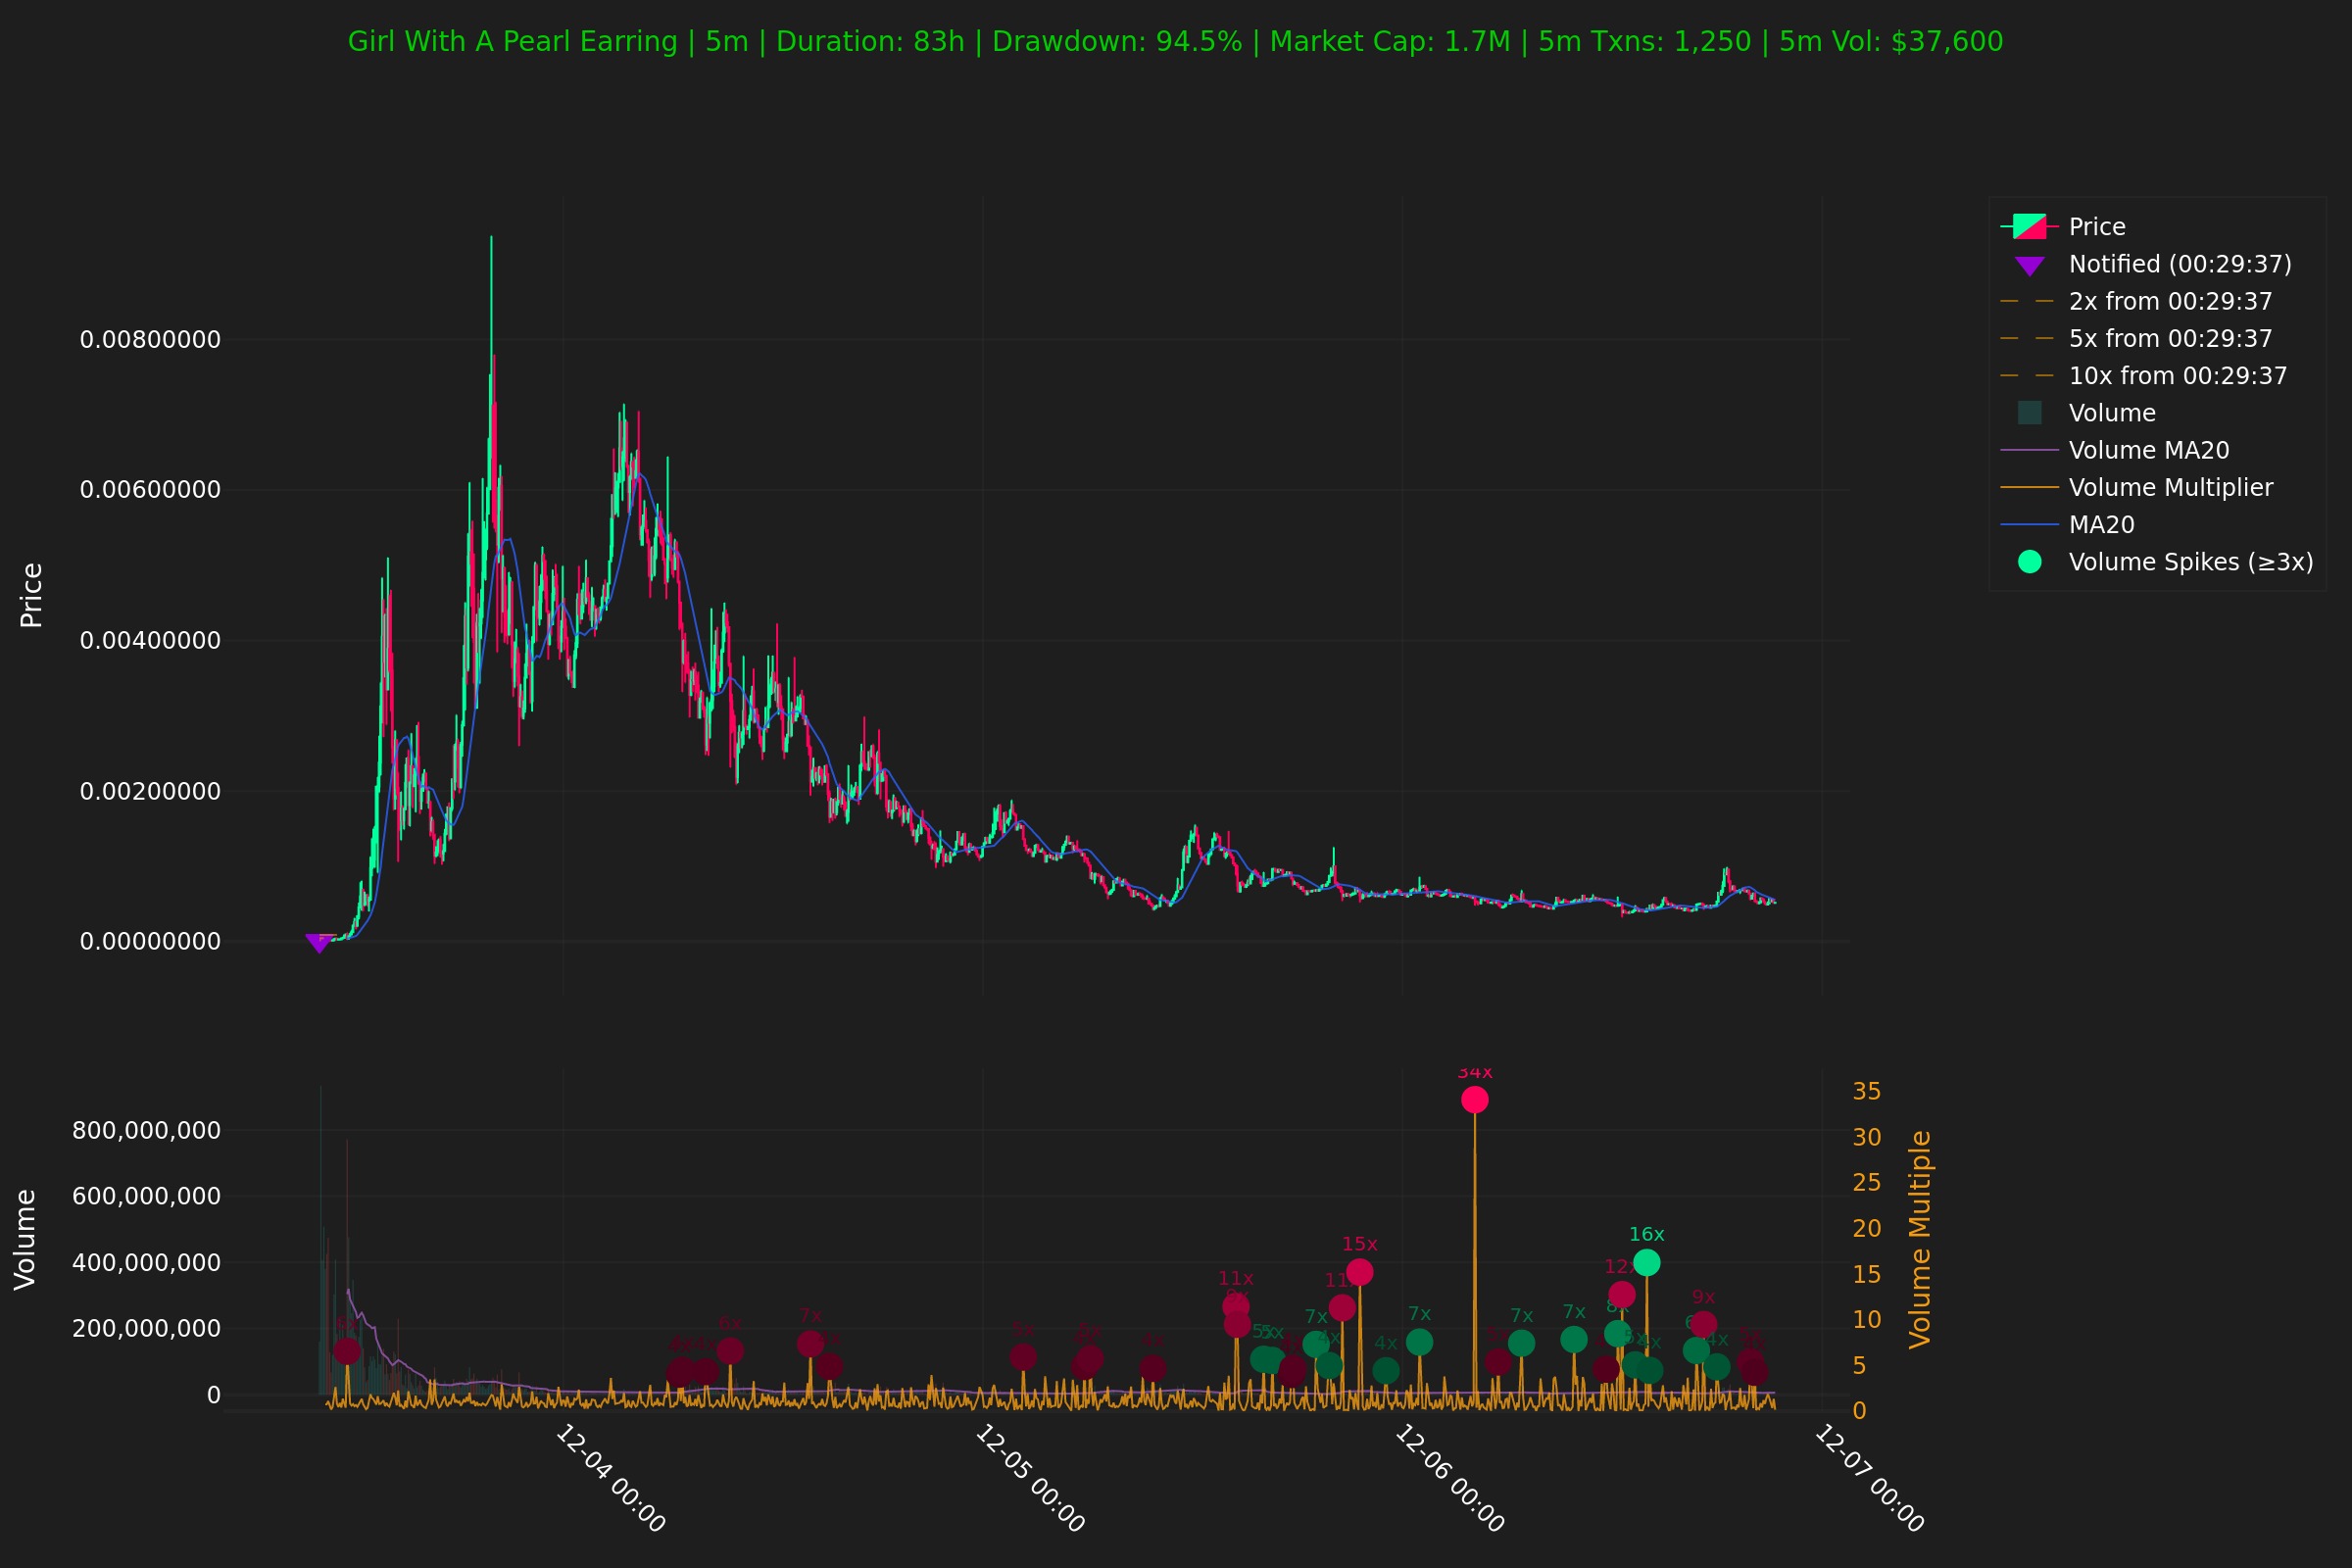 Girl With A Pearl Earring | 5m | Duration: 83h | Drawdown: 94.5% | Market Cap: 1.7M | 5m Txns: 1,250 | 5m Vol: $37,600
Price
0.00800000
0.00600000
0.00400000
0.00200000
0.00000000
Price
Notified (00:29:37)
2x from 00:29:37
5x from 00:29:37
10x from 00:29:37
Volume
Volume MA20
Volume Multiplier
MA20
Volume Spikes (≥3x)
Volume
800,000,000
600,000,000
400,000,000
200,000,000
0
34x
16x
15x
11x
12x
9x
7x
7x
7x
7x
7x
6x
5x
4x
4x
4x
35
30
25
20
15
10
5
0
Volume Multiple
12-04 00:00
12-05 00:00
12-06 00:00
12-07 00:00